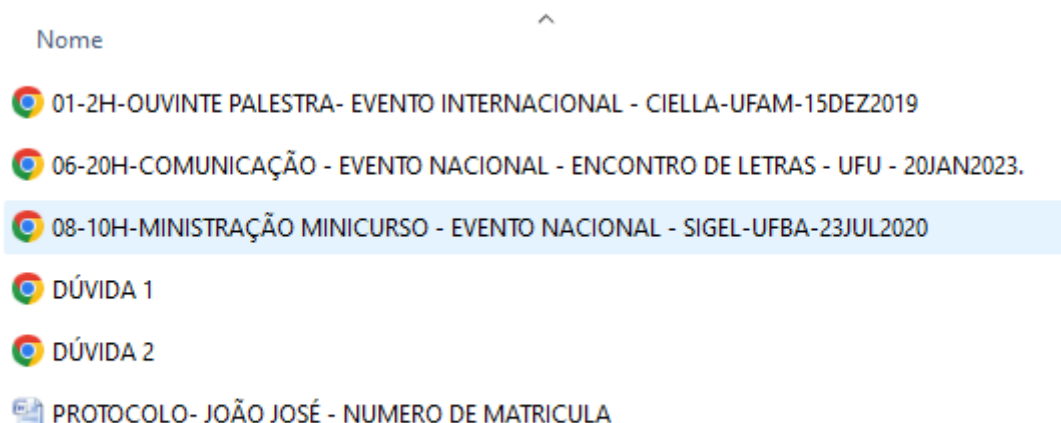 Nome
01-2H-OUVINTE PALESTRA- EVENTO INTERNACIONAL - CIELLA-UFAM-15DEZ2019
06-20H-COMUNICAÇÃO - EVENTO NACIONAL - ENCONTRO DE LETRAS - UFU - 20JAN2023.
08-10H-MINISTRAÇÃO MINICURSO - EVENTO NACIONAL - SIGEL-UFBA-23JUL2020
DÚVIDA 1
DÚVIDA 2
PROTOCOLO- JOÃO JOSÉ - NUMERO DE MATRICULA